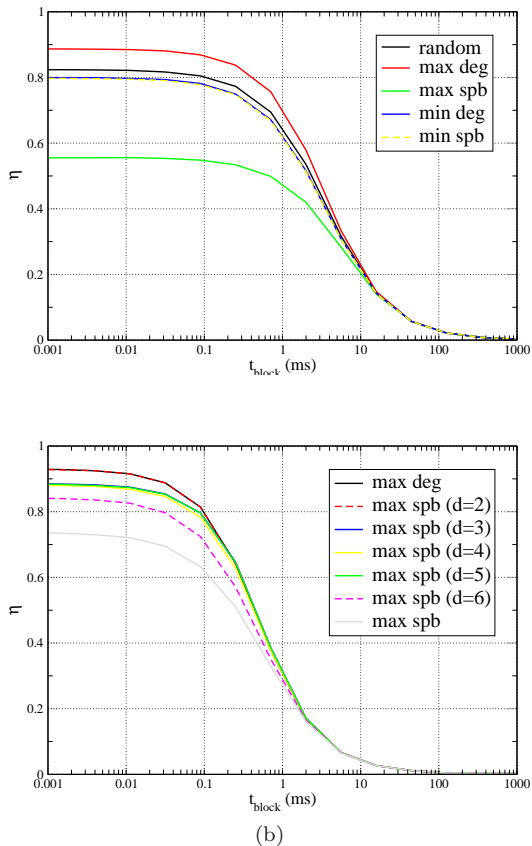 1
0.8
0.6
0.4
0.2
0
η
random
max deg
max spb
min deg
min spb
0.001 0.01 0.1 1 10 100 1000
t_block (ms)
1
0.8
0.6
0.4
0.2
0
η
max deg
max spb (d=2)
max spb (d=3)
max spb (d=4)
max spb (d=5)
max spb (d=6)
max spb
0.001 0.01 0.1 1 10 100 1000
t_block (ms)
(b)